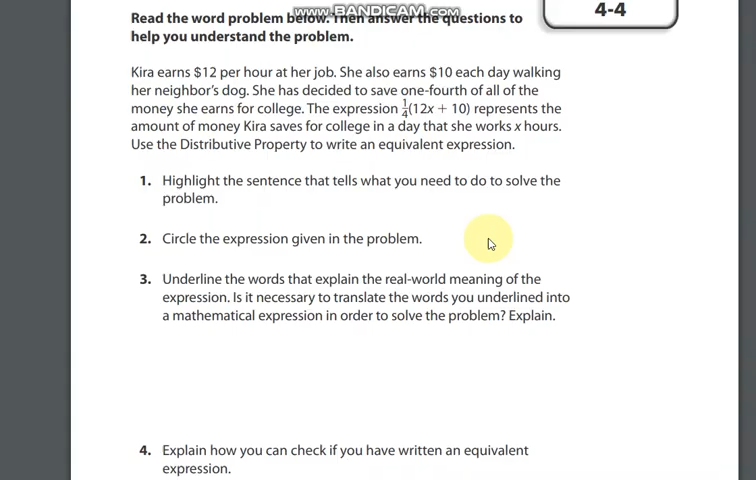 www.BANDICAM.com
4-4
Read the word problem below. Then answer the questions to
help you understand the problem.
Kira earns $12 per hour at her job. She also earns $10 each day walking
her neighbor's dog. She has decided to save one-fourth of all of the
money she earns for college. The expression 1/4(12x + 10) represents the
amount of money Kira saves for college in a day that she works x hours.
Use the Distributive Property to write an equivalent expression.
1. Highlight the sentence that tells what you need to do to solve the
problem.
2. Circle the expression given in the problem.
3. Underline the words that explain the real-world meaning of the
expression. Is it necessary to translate the words you underlined into
a mathematical expression in order to solve the problem? Explain.
4. Explain how you can check if you have written an equivalent
expression.